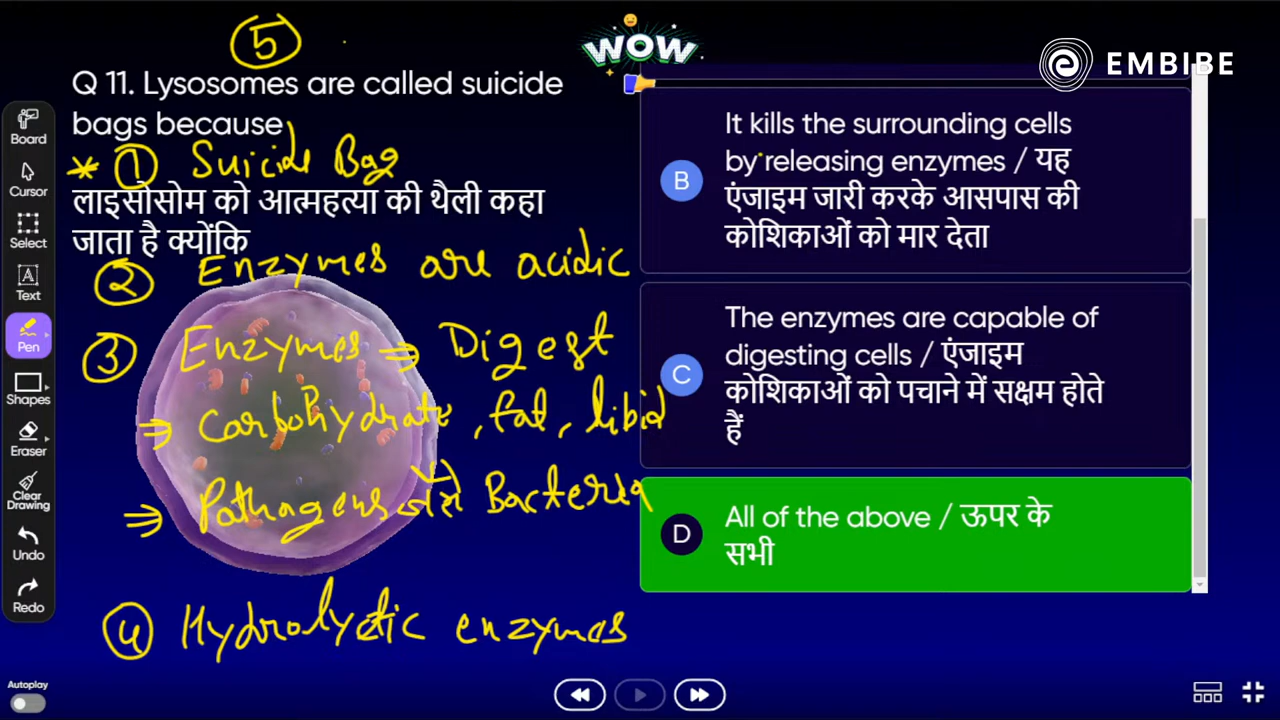 ⑤
WOW
EMBIBE
Q 11. Lysosomes are called suicide
bags because
* ① Suicide Bag
लाइसोसोम को आत्महत्या की थैली कहा
जाता है क्योंकि
② Enzymes are acidic
③ Enzymes ⇒ Digest
⇒ Carbohydrate, fat, libid
⇒ Pathogens Bacteria
④ Hydrolyctic enzymes
B
It kills the surrounding cells
by releasing enzymes / यह
एंजाइम जारी करके आसपास की
कोशिकाओं को मार देता
C
The enzymes are capable of
digesting cells / एंजाइम
कोशिकाओं को पचाने में सक्षम होते
हैं
D
All of the above / ऊपर के
सभी
Board
Cursor
Select
Text
Pen
Shapes
Eraser
Clear
Drawing
Undo
Redo
Autoplay